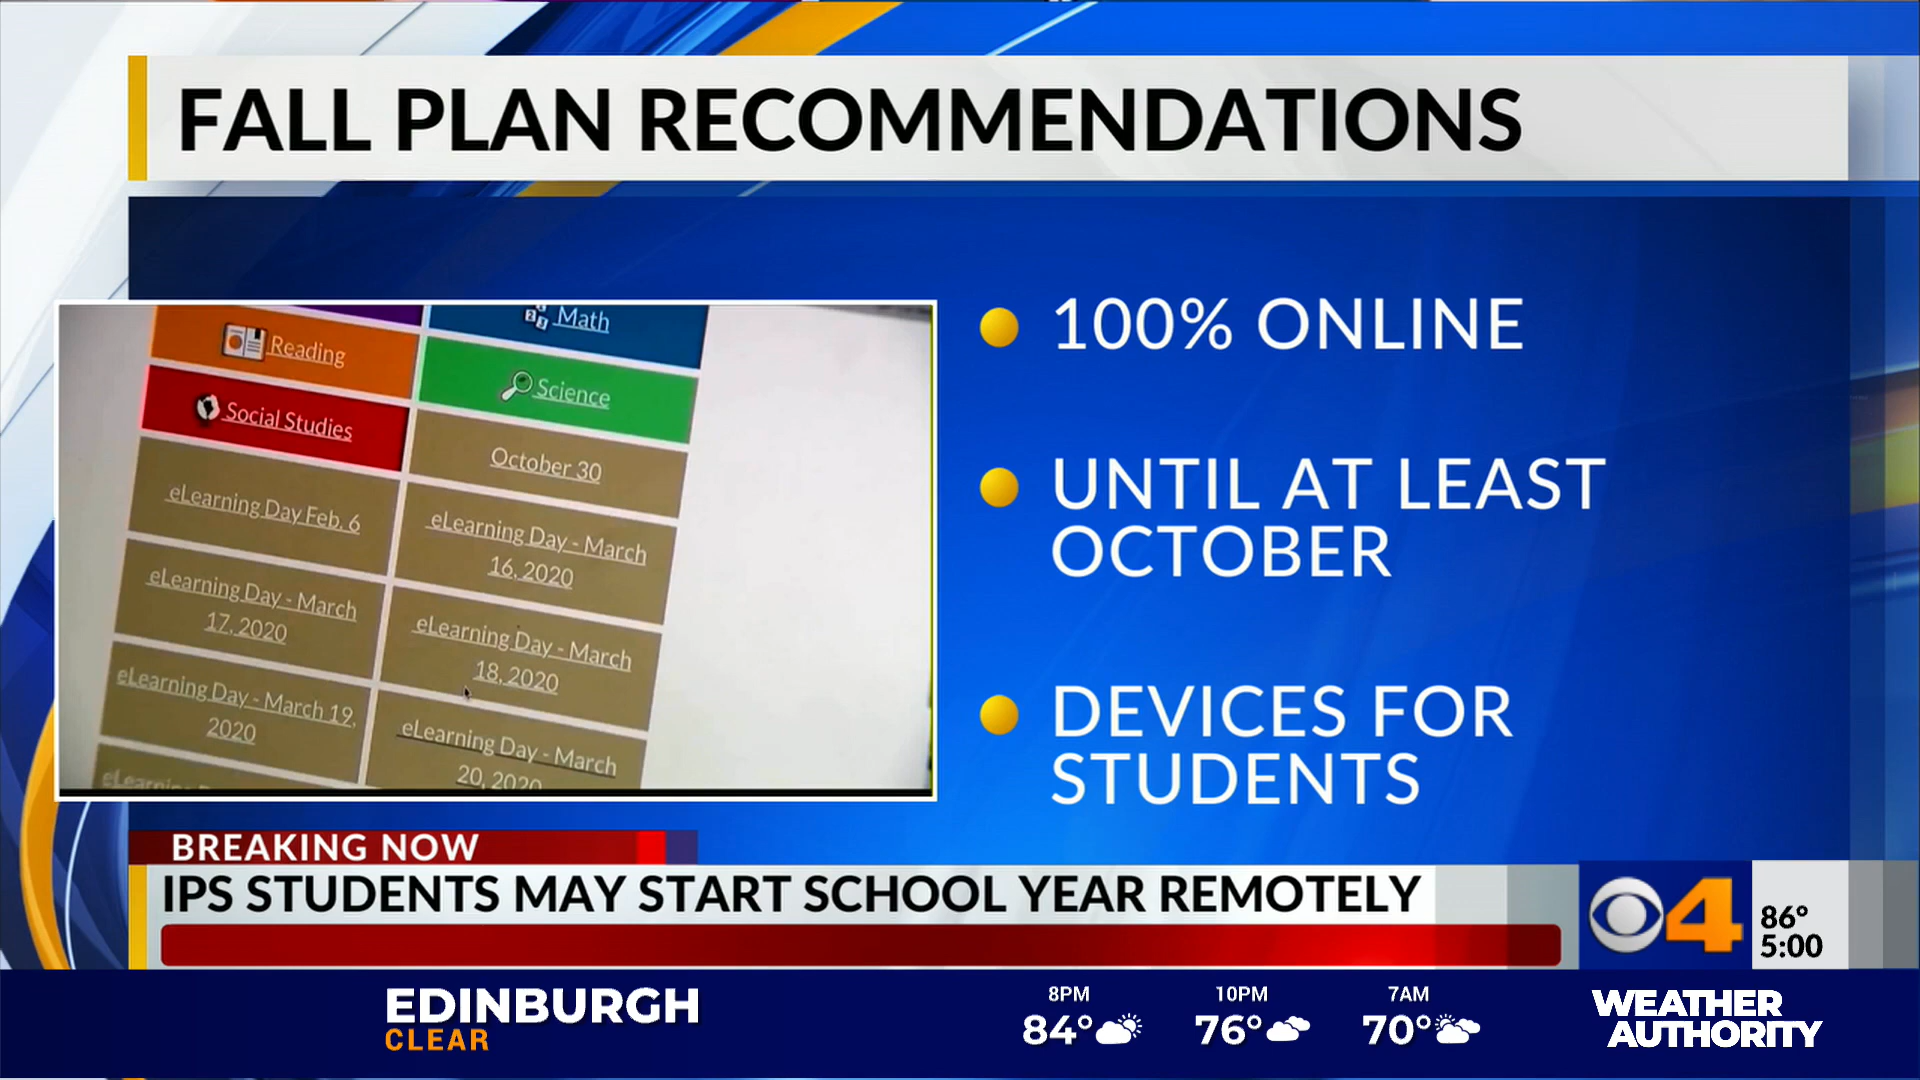 FALL PLAN RECOMMENDATIONS
Math
Reading
Science
Social Studies
October 30
eLearning Day Feb. 6
eLearning Day - March
16, 2020
eLearning Day - March
17, 2020
eLearning Day - March
18, 2020
eLearning Day - March 19,
2020
eLearning Day - March
20, 2020
100% ONLINE
UNTIL AT LEAST
OCTOBER
DEVICES FOR
STUDENTS
BREAKING NOW
IPS STUDENTS MAY START SCHOOL YEAR REMOTELY
4
86°
5:00
EDINBURGH
CLEAR
8PM
84°
10PM
76°
7AM
70°
WEATHER
AUTHORITY